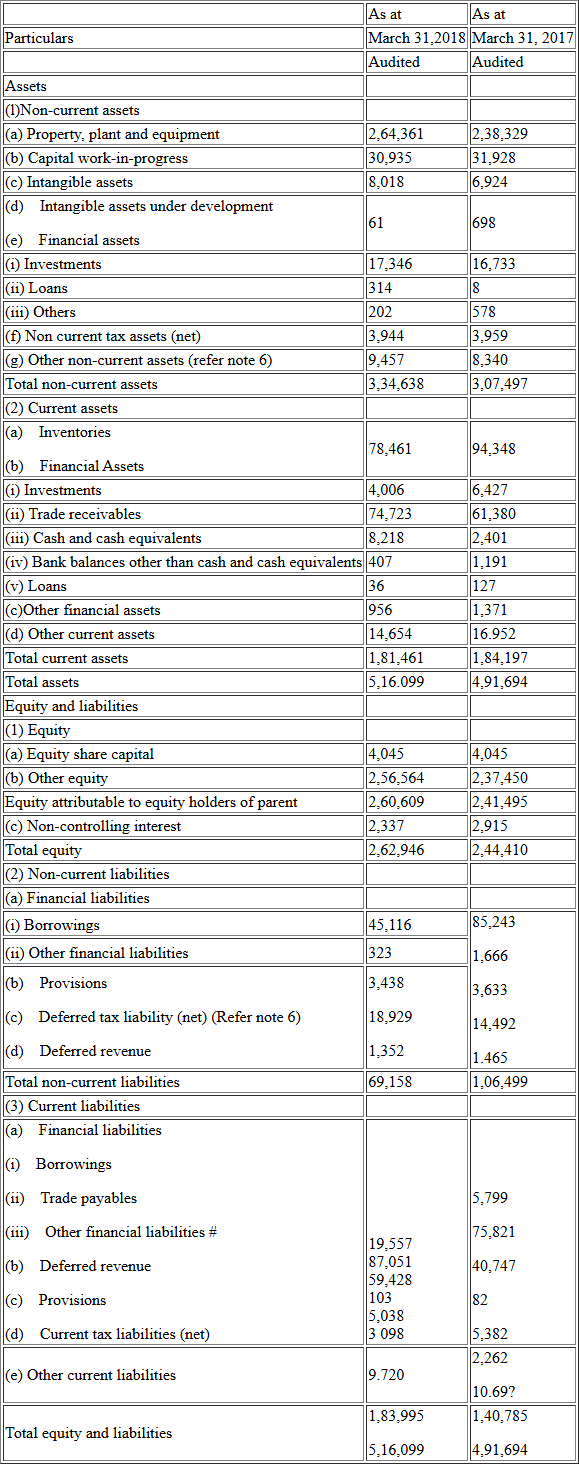 As at As at
Particulars March 31,2018 March 31, 2017
Audited Audited
Assets
(l)Non-current assets
(a) Property, plant and equipment 2,64,361 2,38,329
(b) Capital work-in-progress 30,935 31,928
(c) Intangible assets 8,018 6,924
(d) Intangible assets under development
61 698
(e) Financial assets
(i) Investments 17,346 16,733
(ii) Loans 314 8
(iii) Others 202 578
(f) Non current tax assets (net) 3,944 3,959
(g) Other non-current assets (refer note 6) 9,457 8,340
Total non-current assets 3,34,638 3,07,497
(2) Current assets
(a) Inventories
78,461 94,348
(b) Financial Assets
(i) Investments 4,006 6,427
(ii) Trade receivables 74,723 61,380
(iii) Cash and cash equivalents 8,218 2,401
(iv) Bank balances other than cash and cash equivalents 407 1,191
(v) Loans 36 127
(c)Other financial assets 956 1,371
(d) Other current assets 14,654 16.952
Total current assets 1,81,461 1,84,197
Total assets 5,16.099 4,91,694
Equity and liabilities
(1) Equity
(a) Equity share capital 4,045 4,045
(b) Other equity 2,56,564 2,37,450
Equity attributable to equity holders of parent 2,60,609 2,41,495
(c) Non-controlling interest 2,337 2,915
Total equity 2,62,946 2,44,410
(2) Non-current liabilities
(a) Financial liabilities
(i) Borrowings 45,116 85,243
(ii) Other financial liabilities 323 1,666
(b) Provisions 3,438 3,633
(c) Deferred tax liability (net) (Refer note 6) 18,929 14,492
(d) Deferred revenue 1,352 1.465
Total non-current liabilities 69,158 1,06,499
(3) Current liabilities
(a) Financial liabilities
(i) Borrowings
(ii) Trade payables 5,799
(iii) Other financial liabilities # 75,821
19,557
(b) Deferred revenue 87,051 40,747
59,428
(c) Provisions 103 82
5,038
(d) Current tax liabilities (net) 3 098 5,382
2,262
(e) Other current liabilities 9.720
10.69?
1,83,995 1,40,785
Total equity and liabilities
5,16,099 4,91,694